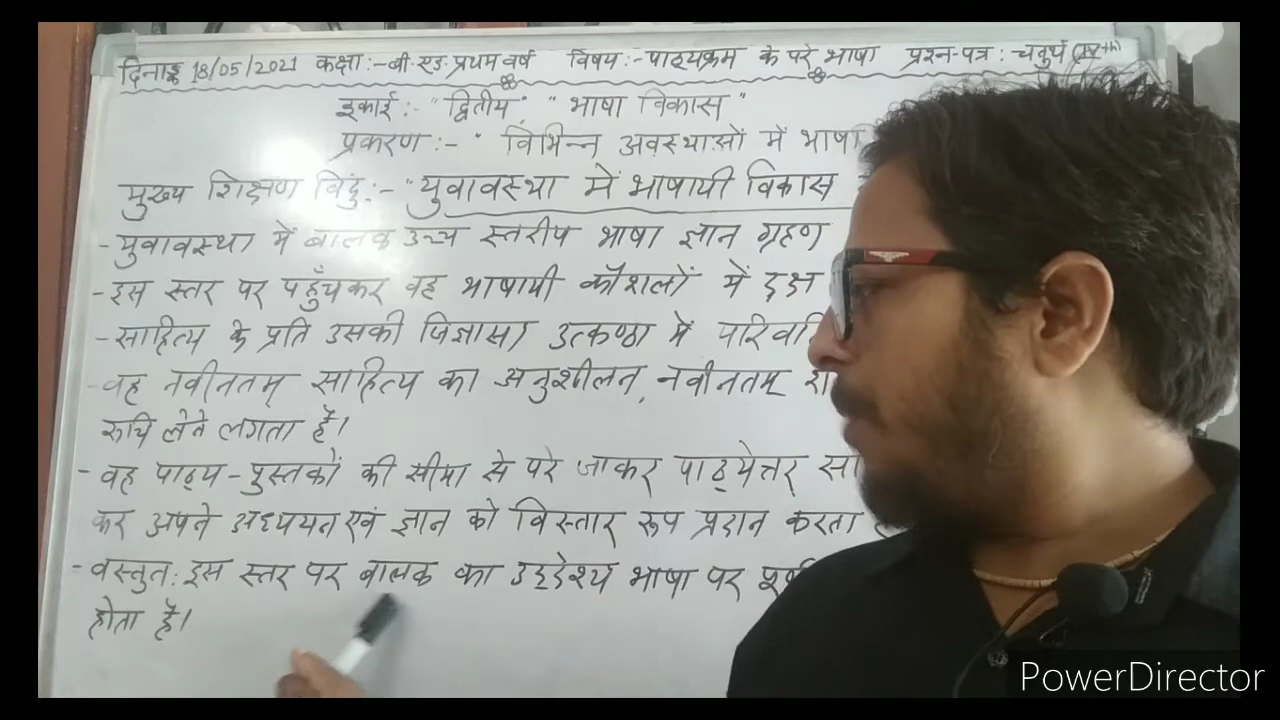 दिनाङ्क 18/05/2021 कक्षा:- बी.एड. प्रथम वर्ष विषय:- पाठ्यक्रम के परे भाषा प्रश्न-पत्र: चतुर्थ (IVth)
इकाई:- "द्वितीय" "भाषा विकास"
प्रकरण:- "विभिन्न अवस्थाओं में
मुख्य शिक्षण बिंदु:- "युवावस्था में भाषायी विकास
- युवावस्था में बालक उच्च स्तरीय भाषा ज्ञान ग्रहण
- इस स्तर पर पहुँचकर वह भाषायी कौशलों में दक्ष
- साहित्य के प्रति उसकी जिज्ञासा उत्कण्ठा में
- वह नवीनतम् साहित्य का अनुशीलन, नवीनतम्
रूचि लेने लगता है।
- वह पाठ्य-पुस्तकों की सीमा से परे जाकर पाठ्येत्तर
कर अपने अध्ययन एवं ज्ञान को विस्तार रूप प्रदान करता
- वस्तुत: इस स्तर पर बालक का उद्देश्य भाषा पर
होता है।
PowerDirector